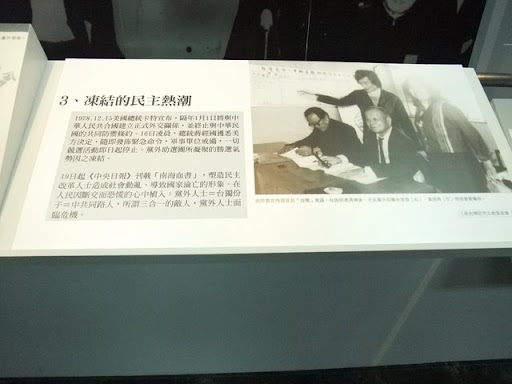 3、凍結的民主熱潮
1978.12.15美國總統卡特宣布,隔年1月1日將與中
華人民共合國建立正式外交關係,並終止與中華民
國的共同防禦條約。16日凌晨,總統蔣經國獲悉美
方決定,隨即發佈緊急命令,軍事單位戒備,一切
競選活動即日起停止。黨外助選團所凝聚的勝選氣
勢因之凍結。
19日起《中央日報》刊載「南海血書」,塑造民主
改革人士造成社會動亂,導致國家淪亡的形象。在
人民因斷交而恐慌的心中植入,黨外人士=台獨份
子=中共同路人,所謂三合一的敵人,黨外人士面
臨危機。